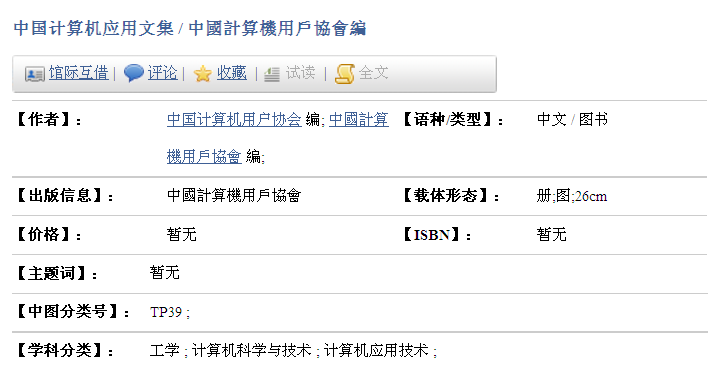 中国计算机应用文集 / 中國計算機用戶協會編
馆际互借 | 评论 | 收藏 | 试读 | 全文
【作者】： 中国计算机用户协会 编; 中國計算 【语种/类型】： 中文 / 图书
機用戶協會 编;
【出版信息】： 中國計算機用戶協會 【载体形态】： 册;图;26cm
【价格】： 暂无 【ISBN】： 暂无
【主题词】： 暂无
【中图分类号】： TP39 ;
【学科分类】： 工学 ; 计算机科学与技术 ; 计算机应用技术 ;